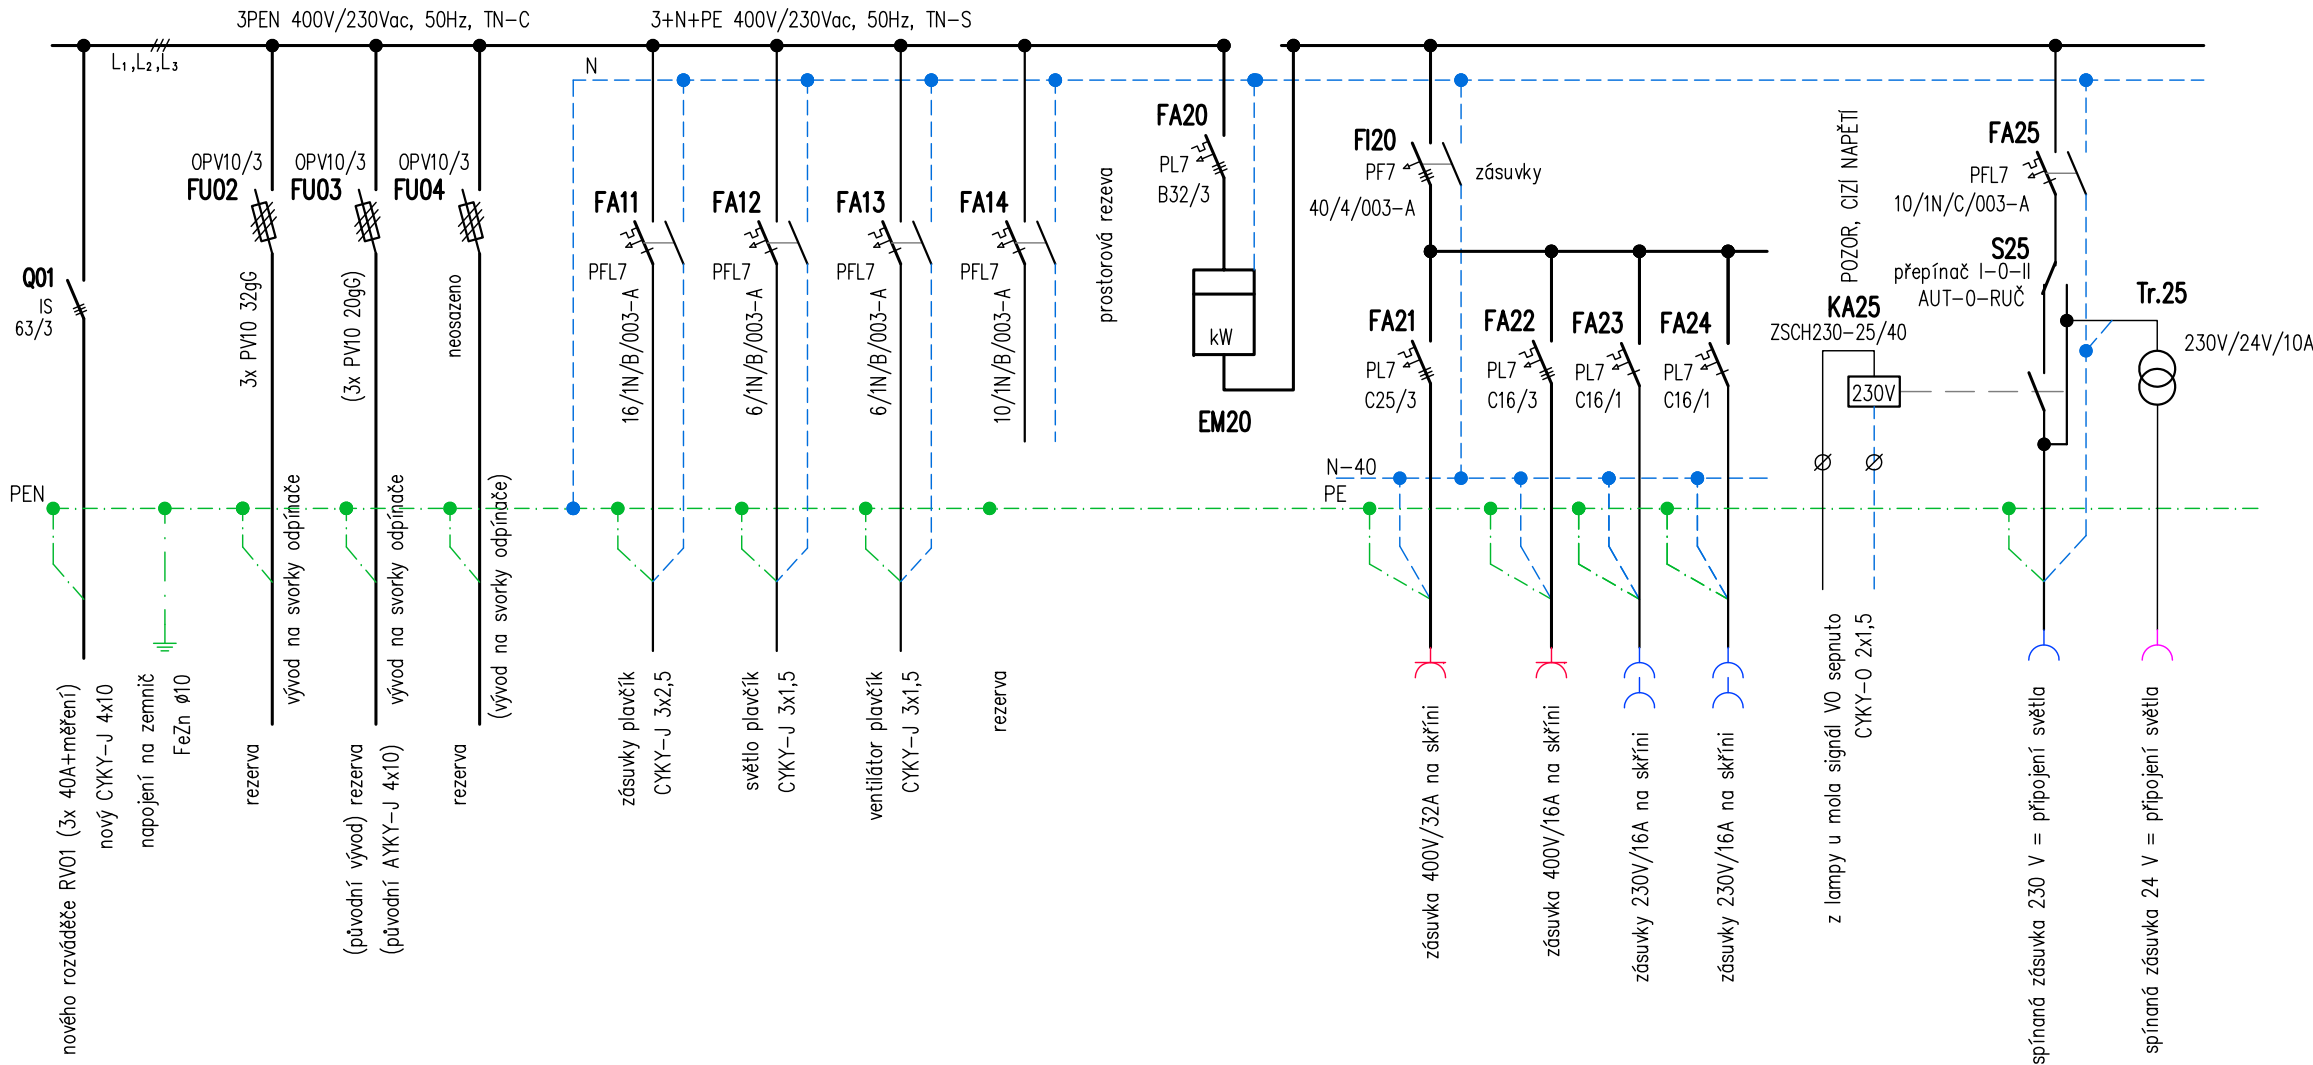 3PEN 400V/230Vac, 50Hz, TN-C
3+N+PE 400V/230Vac, 50Hz, TN-S
L1,L2,L3
N
PEN
Q01
IS
63/3
nového rozváděče RV01 (3x 40A+měření)
nový CYKY-J 4x10
napojení na zemnič
FeZn ø10
OPV10/3
FU02
3x PV10 32gG
vývod na svorky odpínače
rezerva
OPV10/3
FU03
(3x PV10 20gG)
vývod na svorky odpínače
(původní vývod) rezerva
(původní AYKY-J 4x10)
OPV10/3
FU04
neosazeno
(vývod na svorky odpínače)
rezerva
FA11
PFL7
16/1N/B/003-A
zásuvky plavčík
CYKY-J 3x2,5
FA12
PFL7
6/1N/B/003-A
světlo plavčík
CYKY-J 3x1,5
FA13
PFL7
6/1N/B/003-A
ventilátor plavčík
CYKY-J 3x1,5
FA14
PFL7
10/1N/B/003-A
rezerva
prostorová rezeva
FA20
PL7
B32/3
kW
EM20
FI20
PF7
40/4/003-A
zásuvky
N-40
PE
FA21
PL7
C25/3
zásuvka 400V/32A na skříni
FA22
PL7
C16/3
zásuvka 400V/16A na skříni
FA23
PL7
C16/1
zásuvky 230V/16A na skříni
FA24
PL7
C16/1
zásuvky 230V/16A na skříni
POZOR, CIZÍ NAPĚTÍ
KA25
ZSCH230-25/40
230V
z lampy u mola signál VO sepnuto
CYKY-O 2x1,5
FA25
PFL7
10/1N/C/003-A
S25
přepínač I-0-II
AUT-0-RUČ
spínaná zásuvka 230 V = připojení světla
Tr.25
230V/24V/10A
spínaná zásuvka 24 V = připojení světla